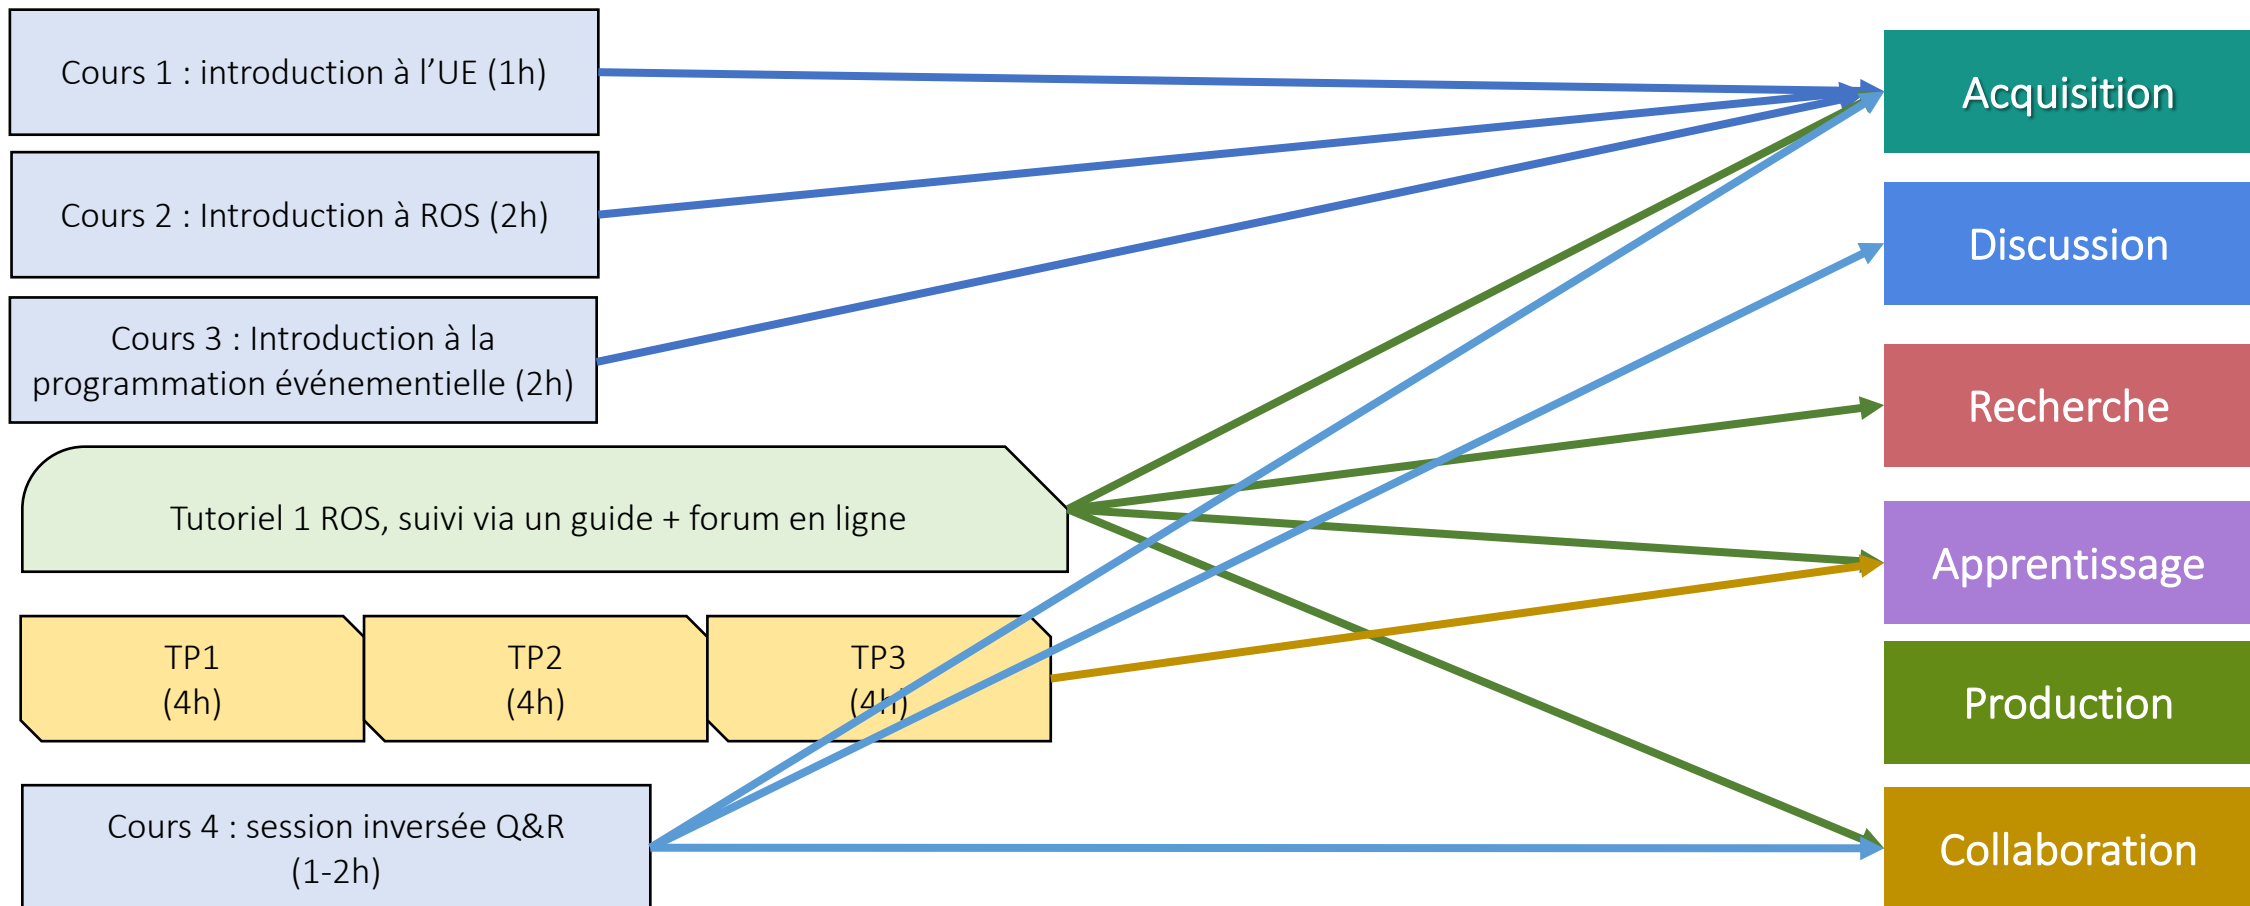 Cours 1 : introduction à l’UE (1h)
Cours 2 : Introduction à ROS (2h)
Cours 3 : Introduction à la
programmation événementielle (2h)
Tutoriel 1 ROS, suivi via un guide + forum en ligne
TP1
(4h)
TP2
(4h)
TP3
(4h)
Cours 4 : session inversée Q&R
(1-2h)
Acquisition
Discussion
Recherche
Apprentissage
Production
Collaboration